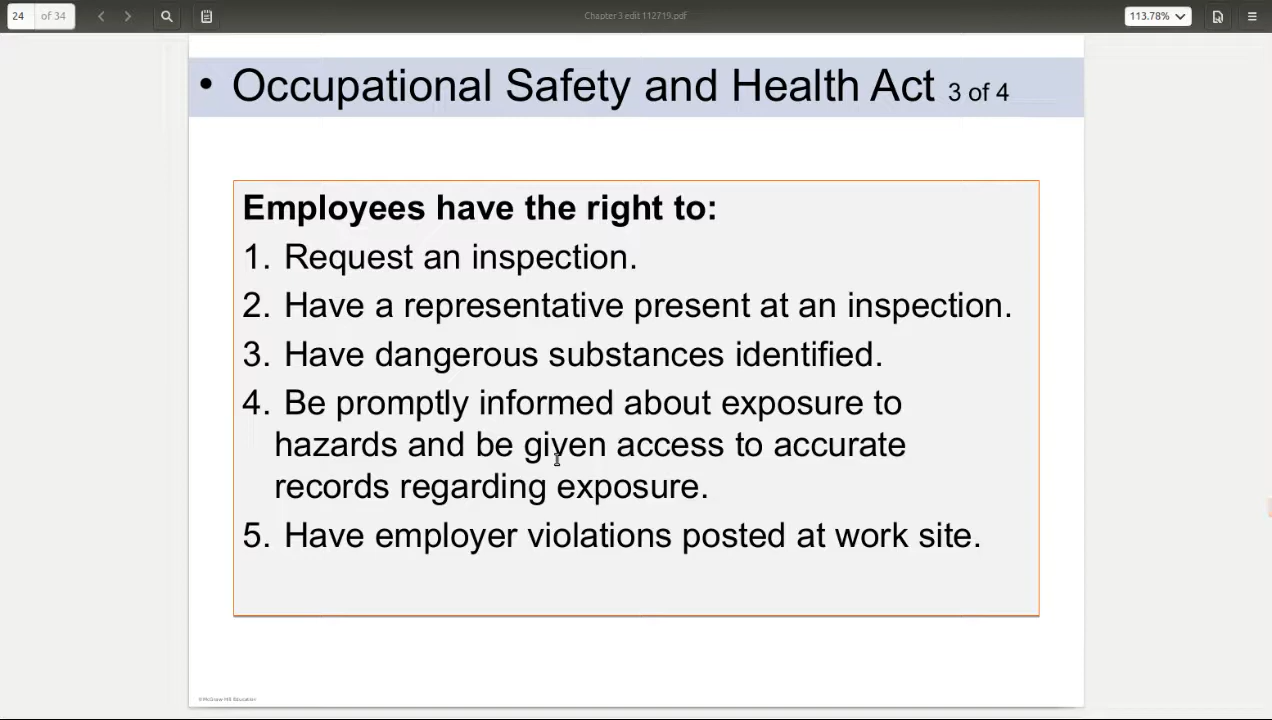 24 of 34
Chapter 3 edit 112719.pdf
113.78%
• Occupational Safety and Health Act 3 of 4
Employees have the right to:
1. Request an inspection.
2. Have a representative present at an inspection.
3. Have dangerous substances identified.
4. Be promptly informed about exposure to
hazards and be given access to accurate
records regarding exposure.
5. Have employer violations posted at work site.
© McGraw Hill Education